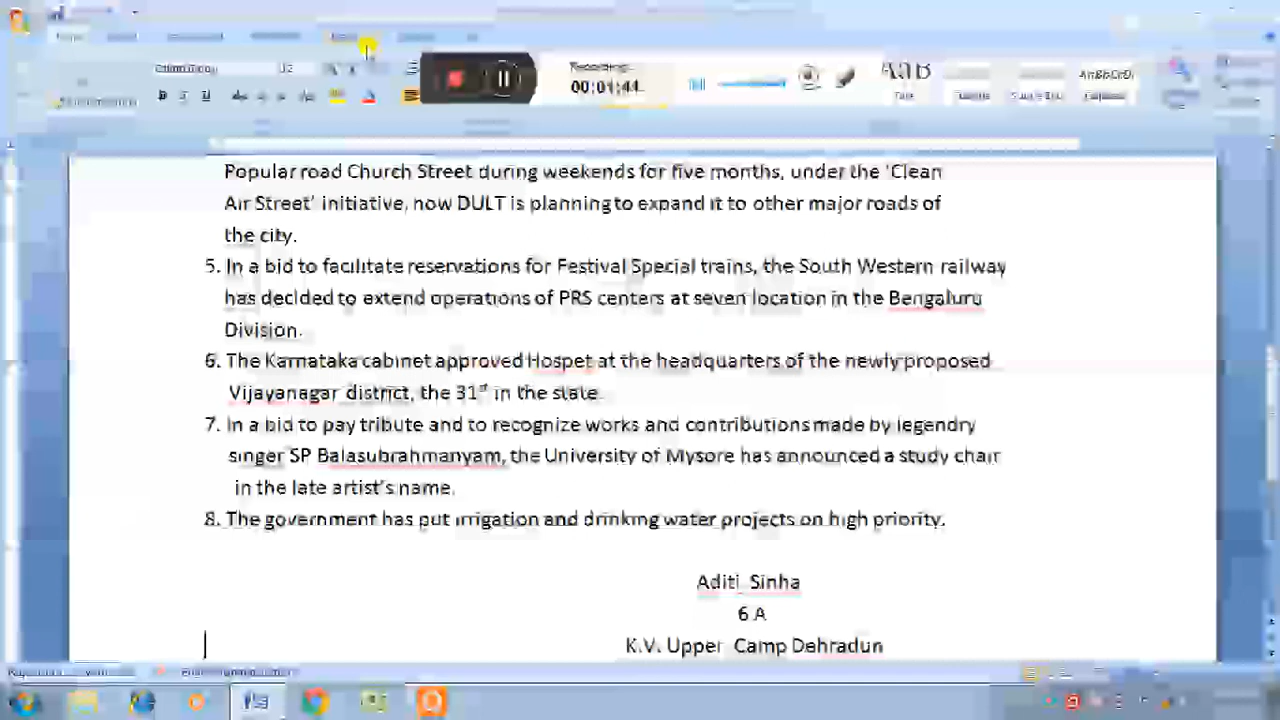 Recording...
00:01:44
AaB
AaBbCcDı
Title
12
B I U
Popular road Church Street during weekends for five months, under the 'Clean
Air Street' initiative, now DULT is planning to expand it to other major roads of
the city.
5. In a bid to facilitate reservations for Festival Special trains, the South Western railway
has decided to extend operations of PRS centers at seven location in the Bengaluru
Division.
6. The Karnataka cabinet approved Hospet at the headquarters of the newly proposed
Vijayanagar district, the 31st in the state.
7. In a bid to pay tribute and to recognize works and contributions made by legendry
singer SP Balasubrahmanyam, the University of Mysore has announced a study chair
in the late artist's name.
8. The government has put irrigation and drinking water projects on high priority.
Aditi Sinha
6 A
K.V. Upper Camp Dehradun